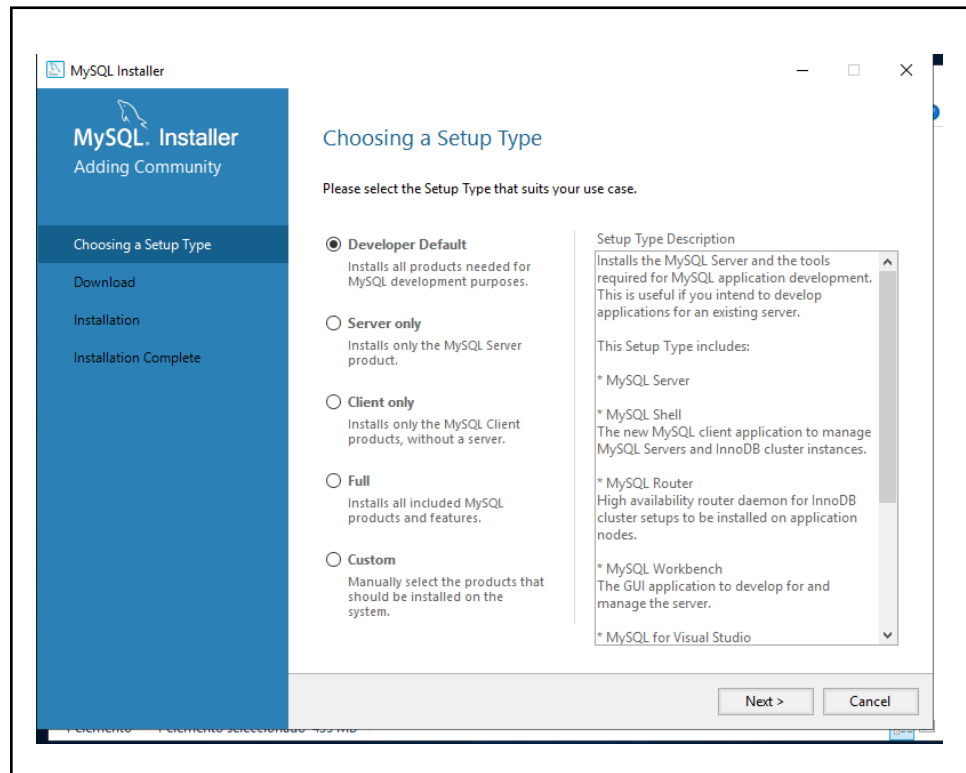 MySQL Installer
MySQL. Installer
Adding Community
Choosing a Setup Type
Download
Installation
Installation Complete
Choosing a Setup Type
Please select the Setup Type that suits your use case.
Developer Default
Installs all products needed for
MySQL development purposes.
Server only
Installs only the MySQL Server
product.
Client only
Installs only the MySQL Client
products, without a server.
Full
Installs all included MySQL
products and features.
Custom
Manually select the products that
should be installed on the
system.
Setup Type Description
Installs the MySQL Server and the tools
required for MySQL application development.
This is useful if you intend to develop
applications for an existing server.
This Setup Type includes:
* MySQL Server
* MySQL Shell
The new MySQL client application to manage
MySQL Servers and InnoDB cluster instances.
* MySQL Router
High availability router daemon for InnoDB
cluster setups to be installed on application
nodes.
* MySQL Workbench
The GUI application to develop for and
manage the server.
* MySQL for Visual Studio
Next >
Cancel